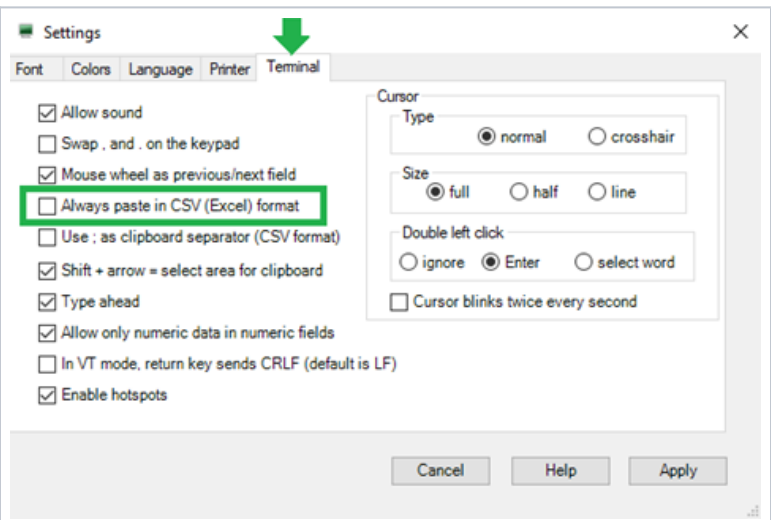 Settings
Font Colors Language Printer Terminal
Allow sound
Swap , and . on the keypad
Mouse wheel as previous/next field
Always paste in CSV (Excel) format
Use ; as clipboard separator (CSV format)
Shift + arrow = select area for clipboard
Type ahead
Allow only numeric data in numeric fields
In VT mode, return key sends CRLF (default is LF)
Enable hotspots
Cursor
Type
normal crosshair
Size
full half line
Double left click
ignore Enter select word
Cursor blinks twice every second
Cancel Help Apply